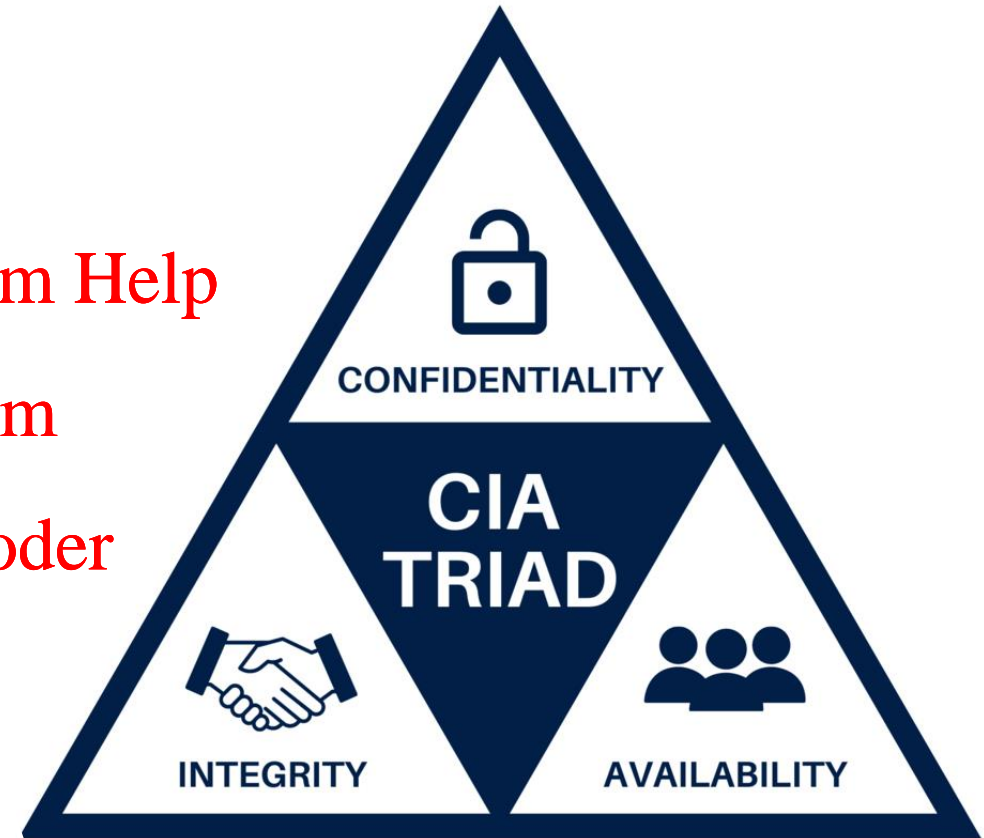 m Help
CONFIDENTIALITY
m
CIA
TRIAD
oder
INTEGRITY
AVAILABILITY